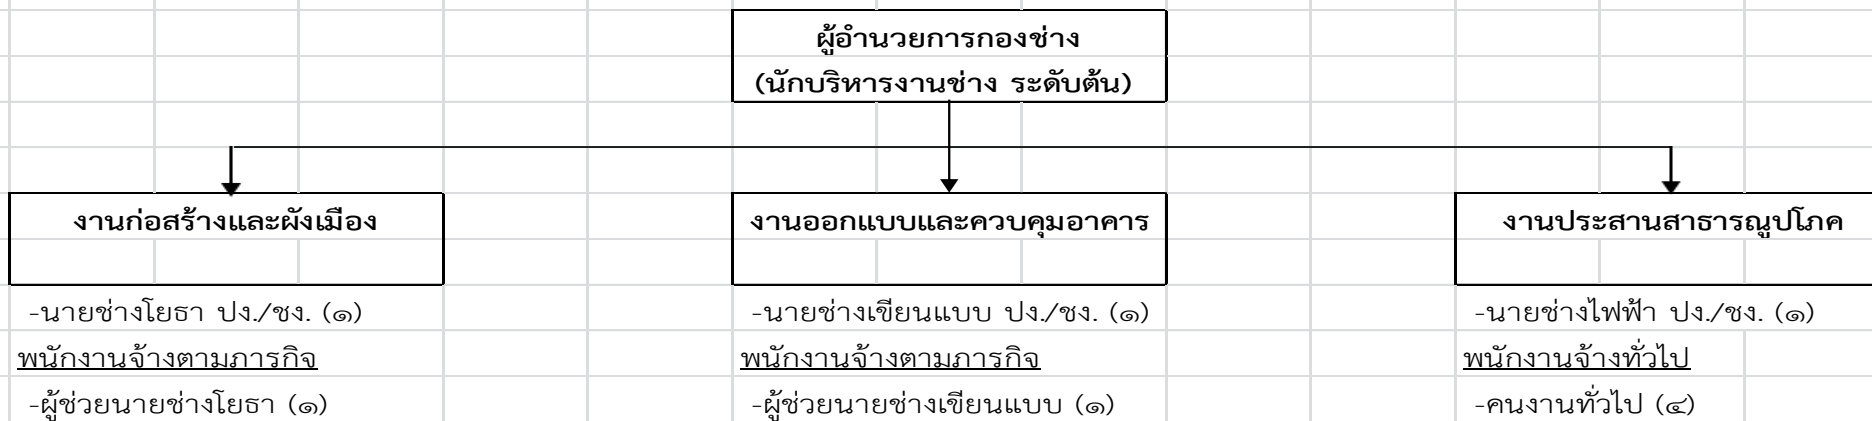 ผู้อำนวยการกองช่าง
(นักบริหารงานช่าง ระดับต้น)
งานก่อสร้างและผังเมือง
-นายช่างโยธา ปง./ชง. (๑)
พนักงานจ้างตามภารกิจ
-ผู้ช่วยนายช่างโยธา (๑)
งานออกแบบและควบคุมอาคาร
-นายช่างเขียนแบบ ปง./ชง. (๑)
พนักงานจ้างตามภารกิจ
-ผู้ช่วยนายช่างเขียนแบบ (๑)
งานประสานสาธารณูปโภค
-นายช่างไฟฟ้า ปง./ชง. (๑)
พนักงานจ้างทั่วไป
-คนงานทั่วไป (๔)